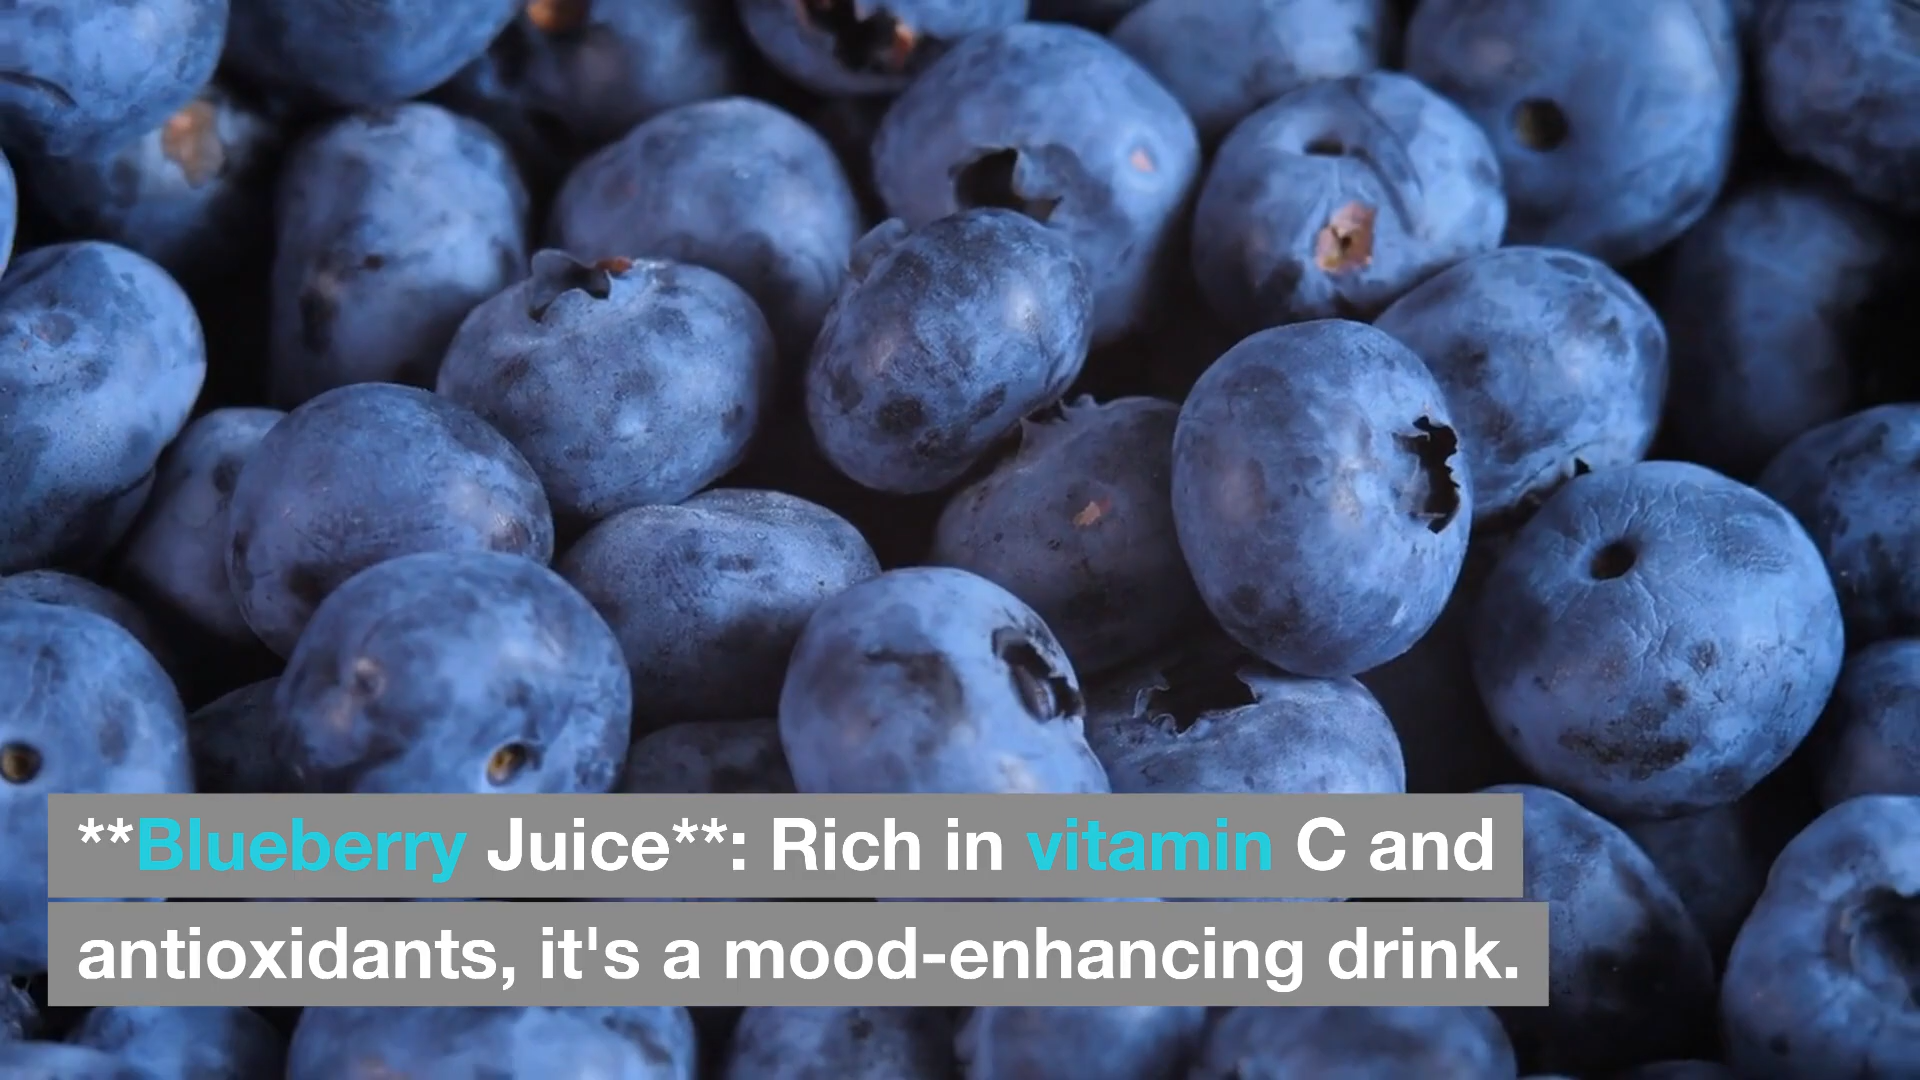 **Blueberry Juice**: Rich in vitamin C and
antioxidants, it's a mood-enhancing drink.